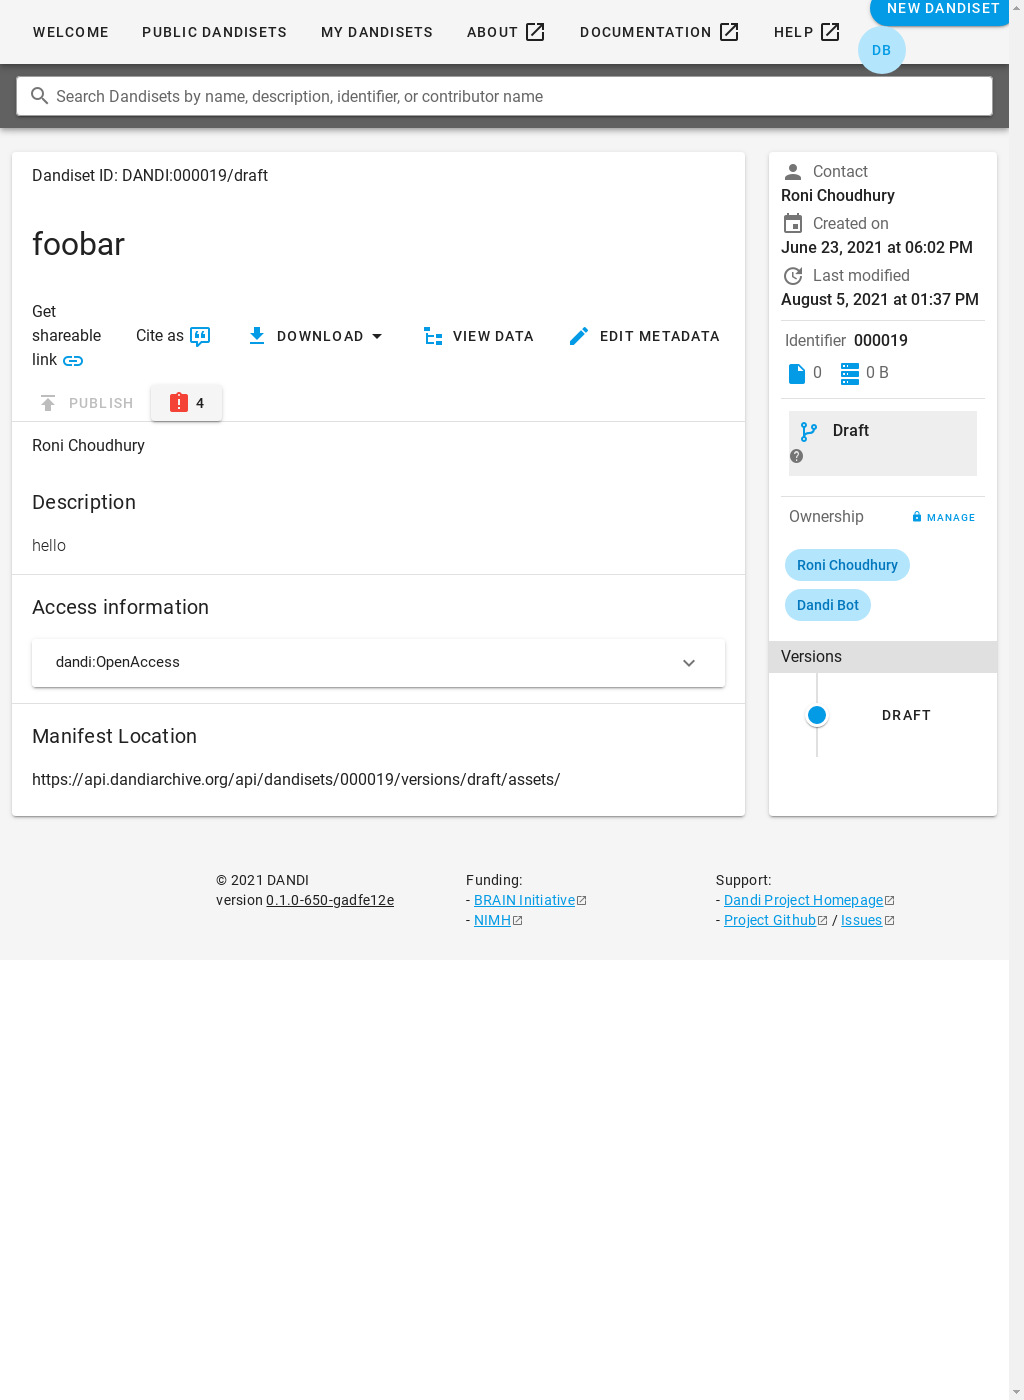 WELCOME
PUBLIC DANDISETS
MY DANDISETS
ABOUT
DOCUMENTATION
HELP
NEW DANDISET
DB
Search Dandisets by name, description, identifier, or contributor name
Dandiset ID: DANDI:000019/draft
foobar
Get
shareable
link
Cite as
DOWNLOAD
VIEW DATA
EDIT METADATA
PUBLISH
4
Roni Choudhury
Description
hello
Access information
dandi:OpenAccess
Manifest Location
https://api.dandiarchive.org/api/dandisets/000019/versions/draft/assets/
Contact
Roni Choudhury
Created on
June 23, 2021 at 06:02 PM
Last modified
August 5, 2021 at 01:37 PM
Identifier 000019
0
0 B
Draft
Ownership
MANAGE
Roni Choudhury
Dandi Bot
Versions
DRAFT
© 2021 DANDI
version 0.1.0-650-gadfe12e
Funding:
- BRAIN Initiative
- NIMH
Support:
- Dandi Project Homepage
- Project Github / Issues